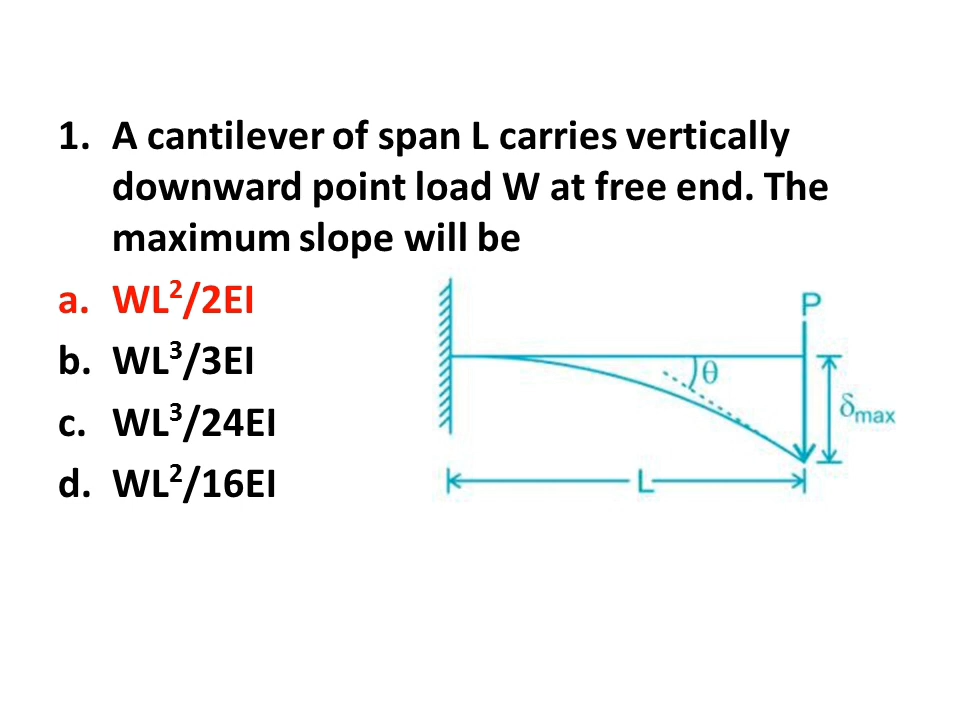 1. A cantilever of span L carries vertically
downward point load W at free end. The
maximum slope will be
a. WL²/2EI
b. WL³/3EI
c. WL³/24EI
d. WL²/16EI
P
θ
δmax
L